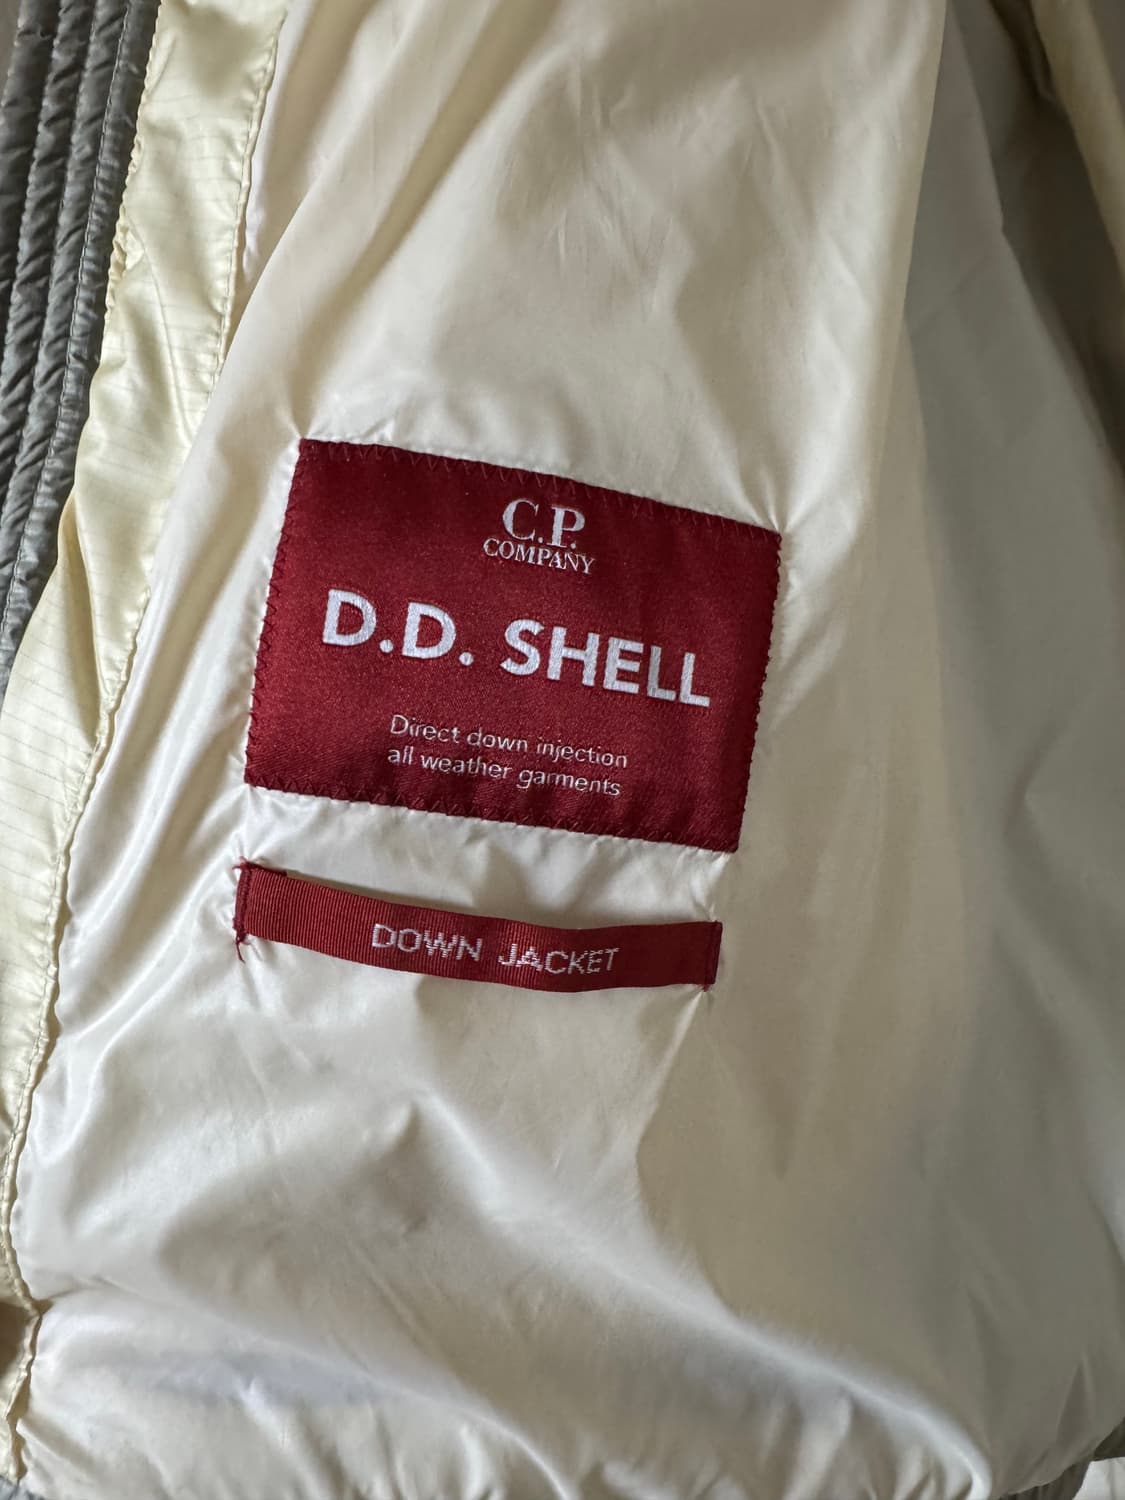 C.P.
COMPANY
D.D. SHELL
Direct down injection
all weather garments
DOWN JACKET